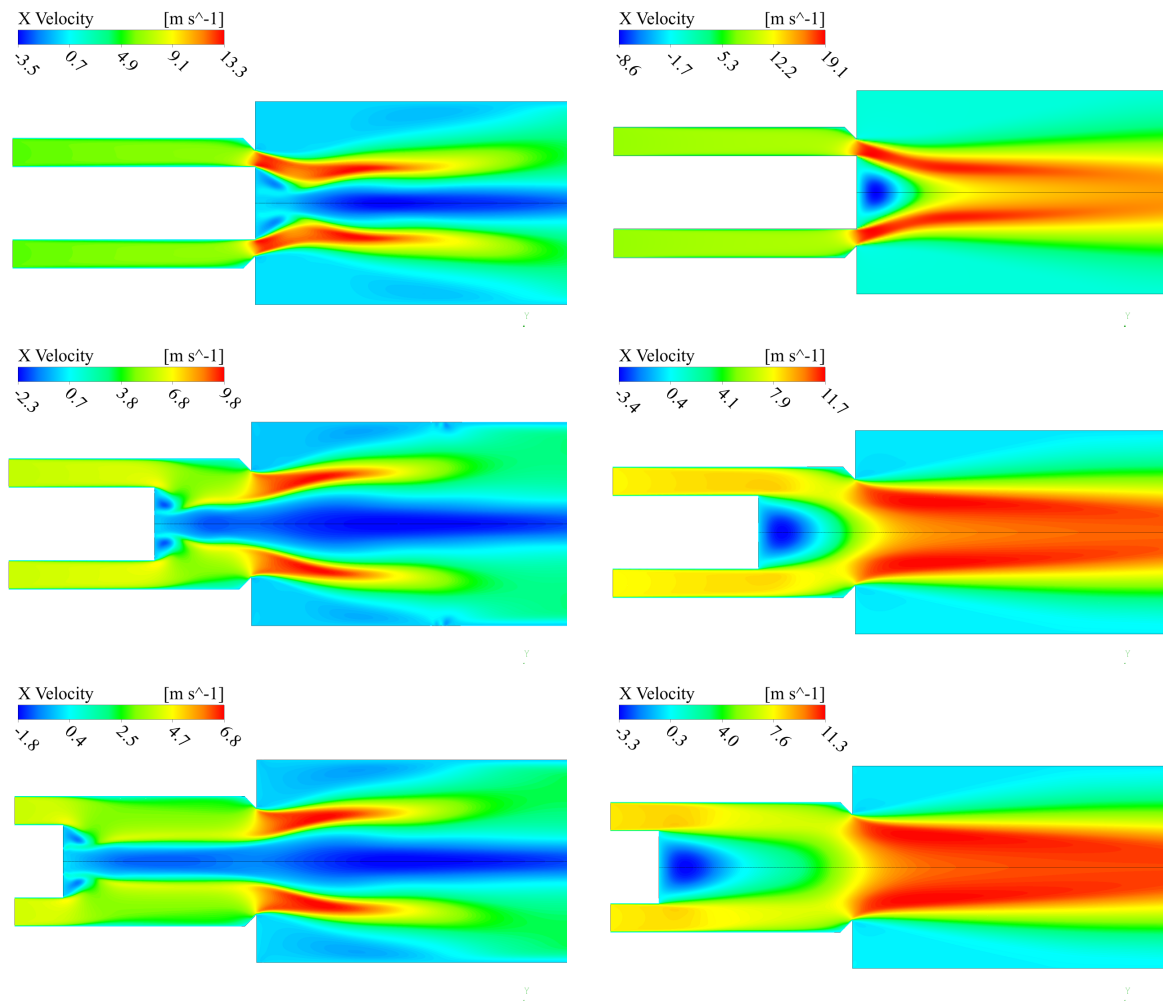 X Velocity [m s^-1]
-3.5 0.7 4.9 9.1 13.3
Y
X Velocity [m s^-1]
-8.6 -1.7 5.3 12.2 19.1
Y
X Velocity [m s^-1]
-2.3 0.7 3.8 6.8 9.8
Y
X Velocity [m s^-1]
-3.4 0.4 4.1 7.9 11.7
Y
X Velocity [m s^-1]
-1.8 0.4 2.5 4.7 6.8
Y
X Velocity [m s^-1]
-3.3 0.3 4.0 7.6 11.3
Y